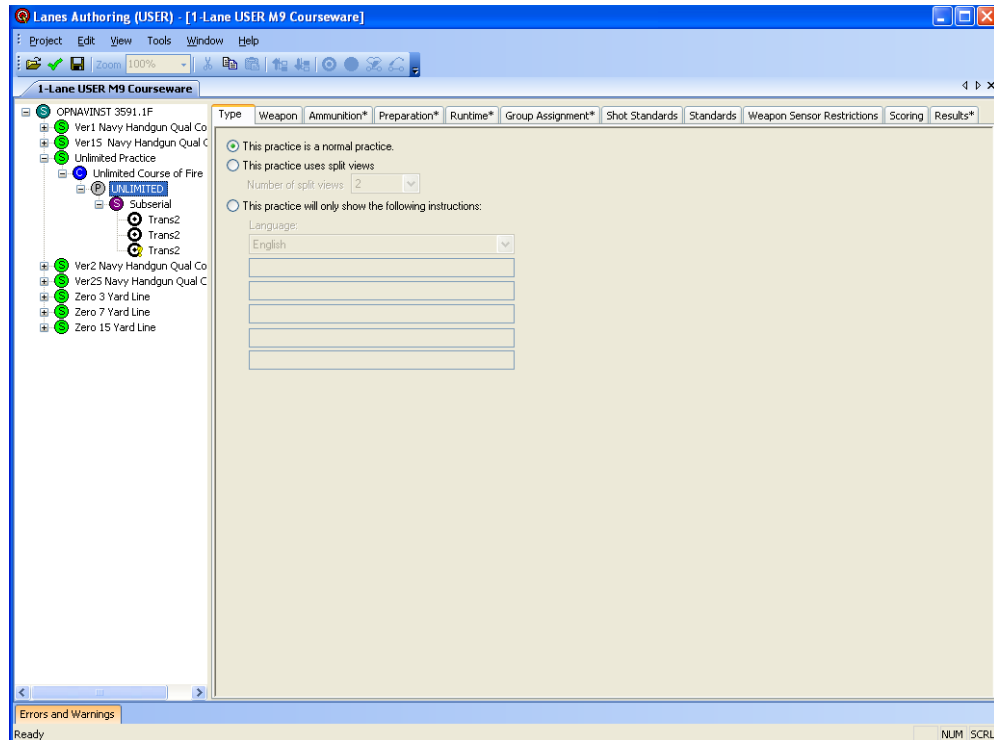 Lanes Authoring (USER) - [1-Lane USER M9 Courseware]
Project Edit View Tools Window Help
Zoom 100%
1-Lane USER M9 Courseware
S OPNAVINST 3591.1F
S Ver1 Navy Handgun Qual Co
S Ver1S Navy Handgun Qual C
S Unlimited Practice
C Unlimited Course of Fire
P UNLIMITED
S Subserial
Trans2
Trans2
Trans2
S Ver2 Navy Handgun Qual Co
S Ver2S Navy Handgun Qual C
S Zero 3 Yard Line
S Zero 7 Yard Line
S Zero 15 Yard Line
Type Weapon Ammunition* Preparation* Runtime* Group Assignment* Shot Standards Standards Weapon Sensor Restrictions Scoring Results*
This practice is a normal practice.
This practice uses split views
Number of split views 2
This practice will only show the following instructions:
Language:
English
Errors and Warnings
Ready NUM SCRL